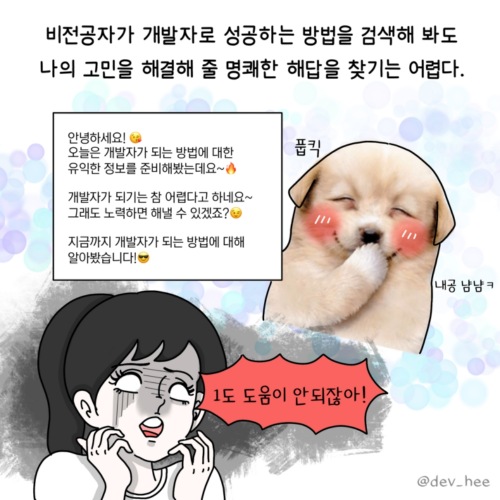 비전공자가 개발자로 성공하는 방법을 검색해 봐도
나의 고민을 해결해 줄 명쾌한 해답을 찾기는 어렵다.
안녕하세요! 😘
오늘은 개발자가 되는 방법에 대한
유익한 정보를 준비해봤는데요~🔥
개발자가 되기는 참 어렵다고 하네요~
그래도 노력하면 해낼 수 있겠죠?😉
지금까지 개발자가 되는 방법에 대해
알아봤습니다!😎
풉킥
내공 냠냠ㅋ
1도 도움이 안되잖아!
@dev_hee